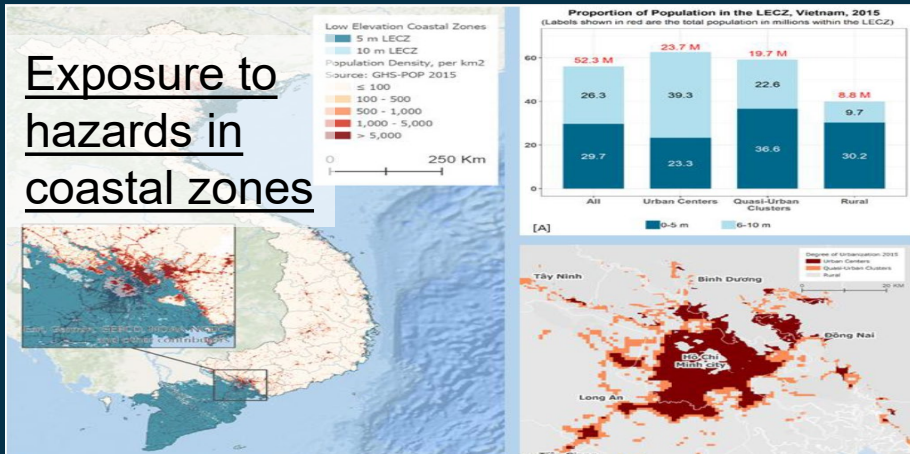 Exposure to
hazards in
coastal zones
Low Elevation Coastal Zones
5 m LECZ
10 m LECZ
Population Density, per km2
Source: GHS-POP 2015
≤ 100
100 - 500
500 - 1,000
1,000 - 5,000
> 5,000
0 250 Km
Proportion of Population in the LECZ, Vietnam, 2015
(Labels shown in red are the total population in millions within the LECZ)
60
40
20
0
52.3 M
26.3
29.7
23.7 M
39.3
23.3
19.7 M
22.6
36.6
8.8 M
9.7
30.2
All
Urban Centers
Quasi-Urban
Clusters
Rural
[A]
0-5 m
6-10 m
Degree of Urbanization 2015
Urban Centers
Quasi-Urban Clusters
Rural
0 20 KM
Tây Ninh
Bình Dương
Đồng Nai
Hồ Chí
Minh city
Long An